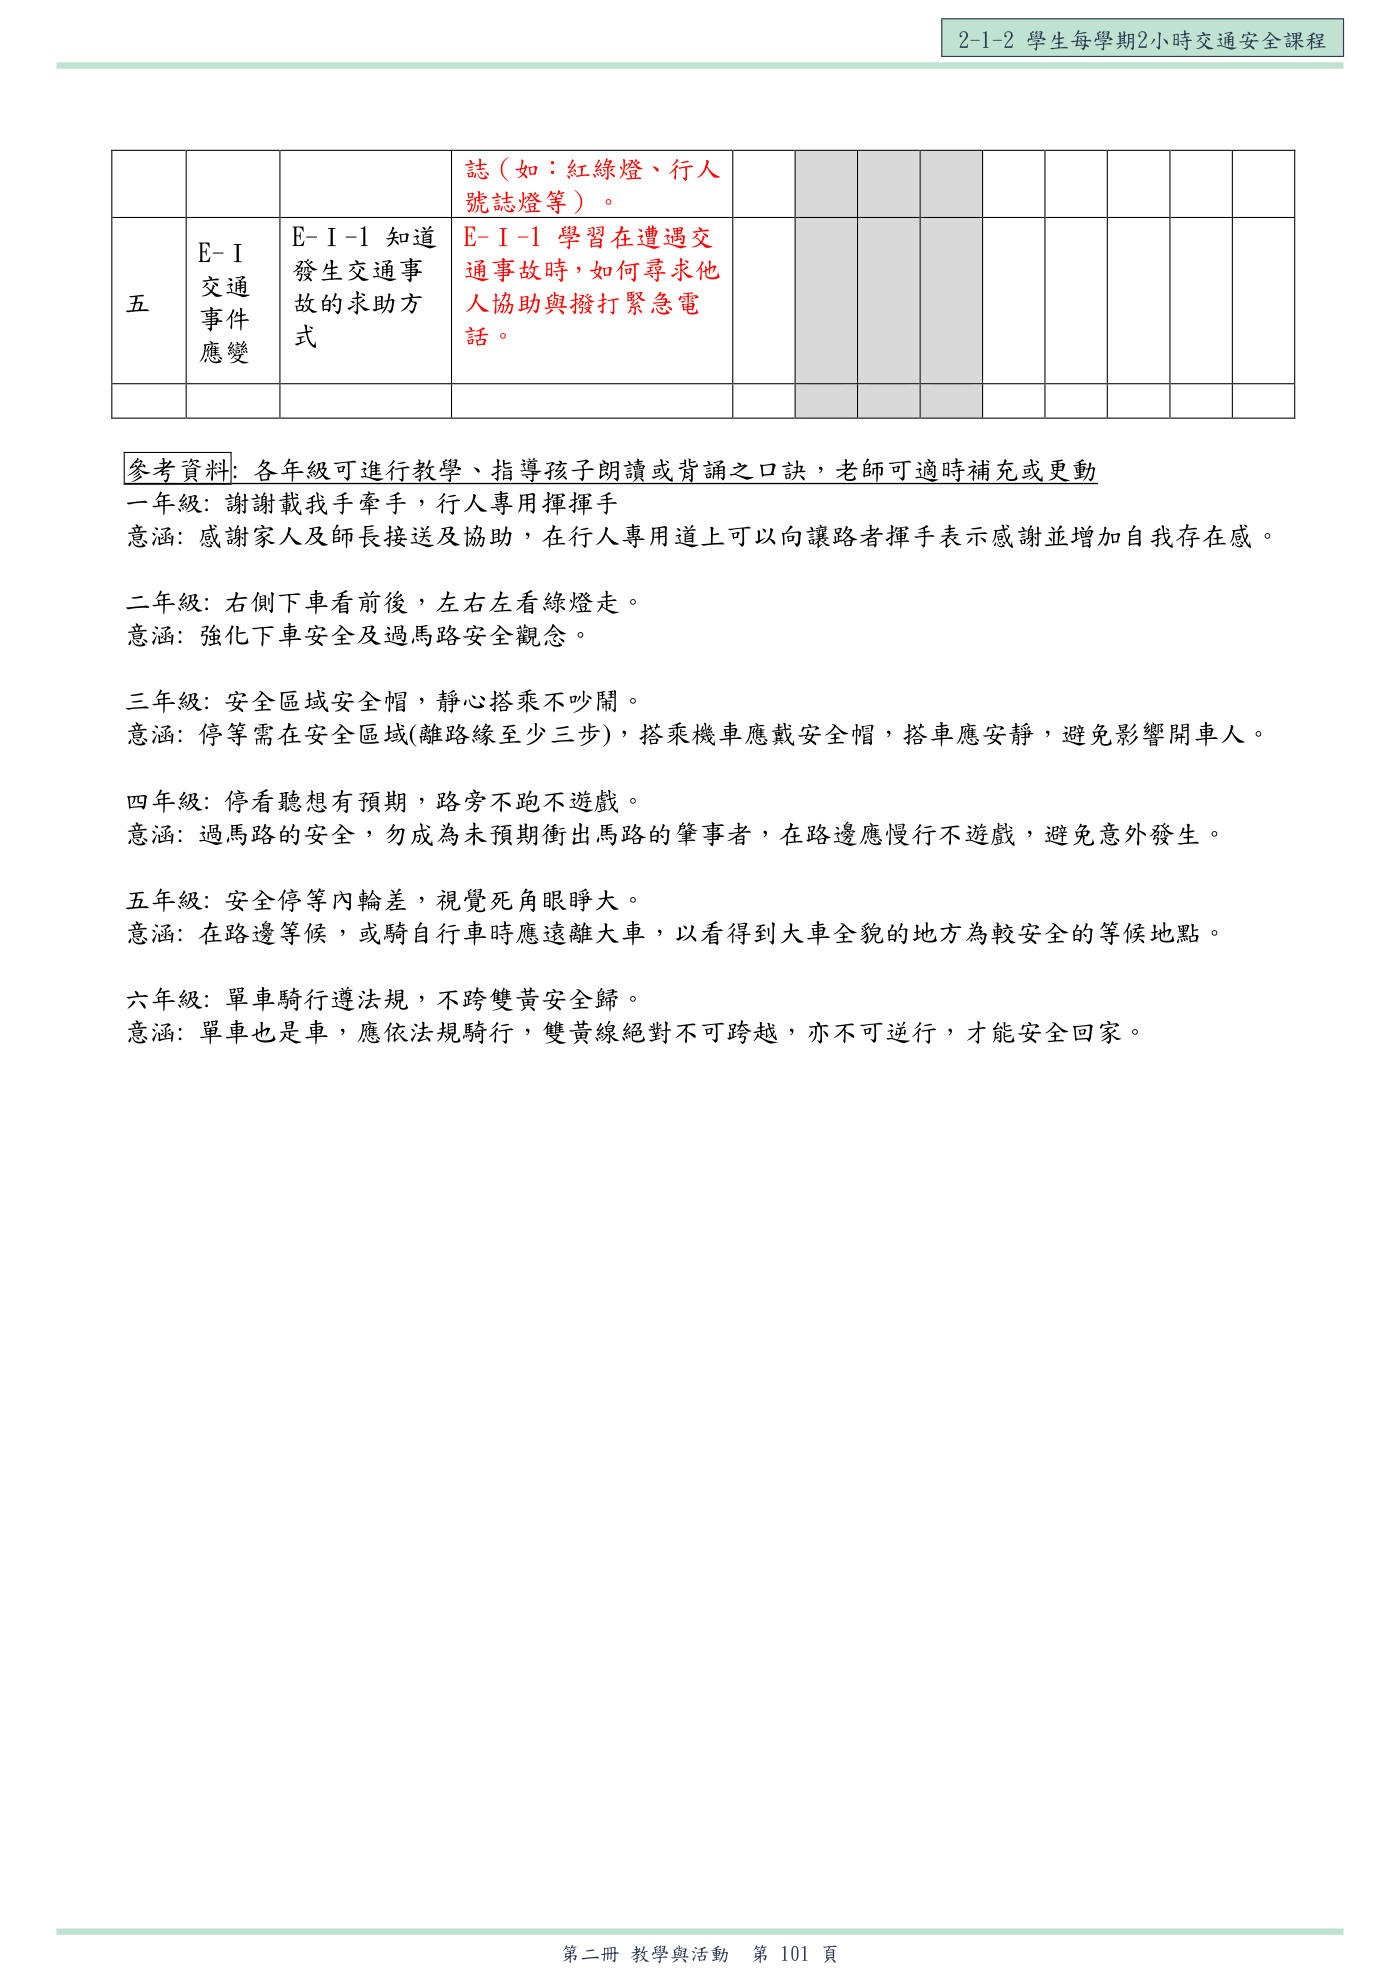 2-1-2 學生每學期2小時交通安全課程
誌（如：紅綠燈、行人
號誌燈等）。
五
E-Ⅰ
交通
事件
應變
E-Ⅰ-1 知道
發生交通事
故的求助方
式
E-Ⅰ-1 學習在遭遇交
通事故時，如何尋求他
人協助與撥打緊急電
話。
參考資料: 各年級可進行教學、指導孩子朗讀或背誦之口訣，老師可適時補充或更動
一年級: 謝謝載我手牽手，行人專用揮揮手
意涵: 感謝家人及師長接送及協助，在行人專用道上可以向讓路者揮手表示感謝並增加自我存在感。
二年級: 右側下車看前後，左右左看綠燈走。
意涵: 強化下車安全及過馬路安全觀念。
三年級: 安全區域安全帽，靜心搭乘不吵鬧。
意涵: 停等需在安全區域(離路緣至少三步)，搭乘機車應戴安全帽，搭車應安靜，避免影響開車人。
四年級: 停看聽想有預期，路旁不跑不遊戲。
意涵: 過馬路的安全，勿成為未預期衝出馬路的肇事者，在路邊應慢行不遊戲，避免意外發生。
五年級: 安全停等內輪差，視覺死角眼睜大。
意涵: 在路邊等候，或騎自行車時應遠離大車，以看得到大車全貌的地方為較安全的等候地點。
六年級: 單車騎行遵法規，不跨雙黃安全歸。
意涵: 單車也是車，應依法規騎行，雙黃線絕對不可跨越，亦不可逆行，才能安全回家。
第二冊 教學與活動 第 101 頁